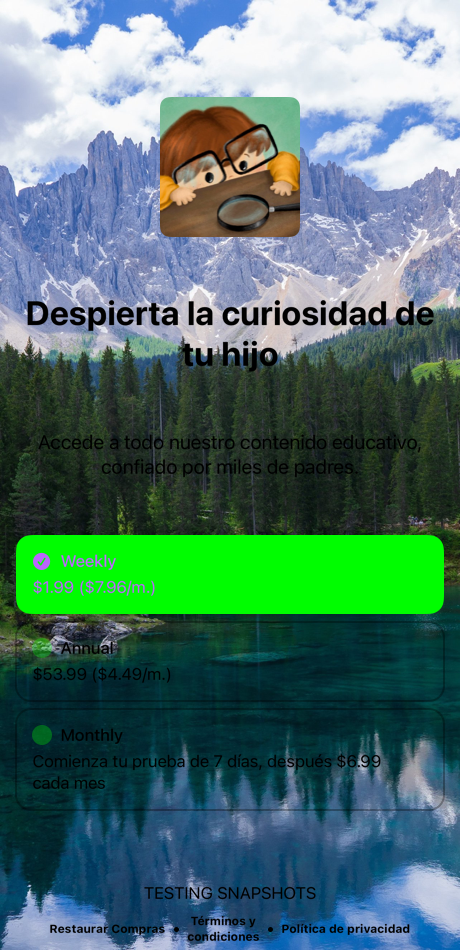 Despierta la curiosidad de
tu hijo
Accede a todo nuestro contenido educativo,
confiado por miles de padres.
Weekly
$1.99 ($7.96/m.)
Annual
$53.99 ($4.49/m.)
Monthly
Comienza tu prueba de 7 días, después $6.99
cada mes
TESTING SNAPSHOTS
Restaurar Compras • Términos y condiciones • Política de privacidad